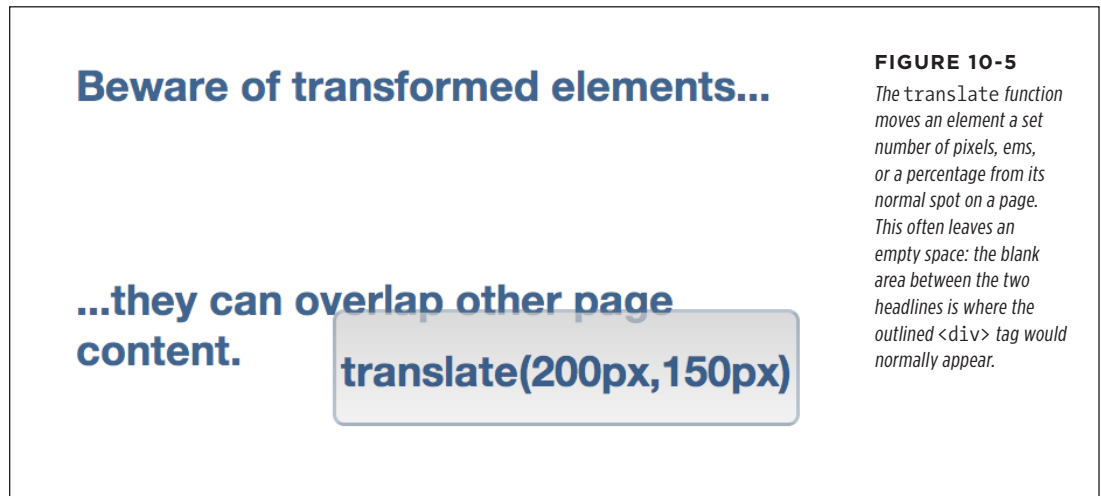 Beware of transformed elements...
...they can overlap other page
content.
translate(200px,150px)
FIGURE 10-5
The translate function
moves an element a set
number of pixels, ems,
or a percentage from its
normal spot on a page.
This often leaves an
empty space: the blank
area between the two
headlines is where the
outlined <div> tag would
normally appear.